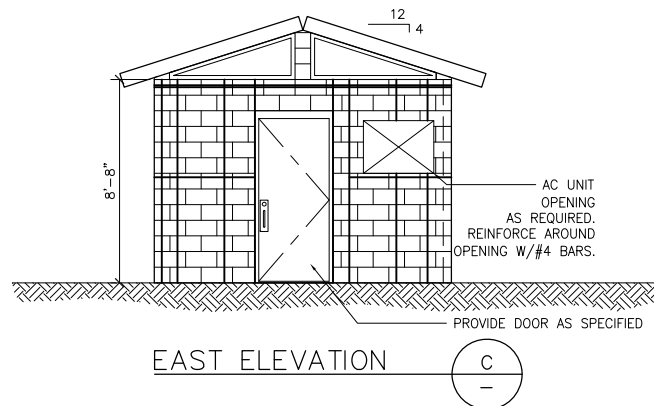 12
4
8'-8"
AC UNIT
OPENING
AS REQUIRED.
REINFORCE AROUND
OPENING W/#4 BARS.
PROVIDE DOOR AS SPECIFIED
EAST ELEVATION
C
–